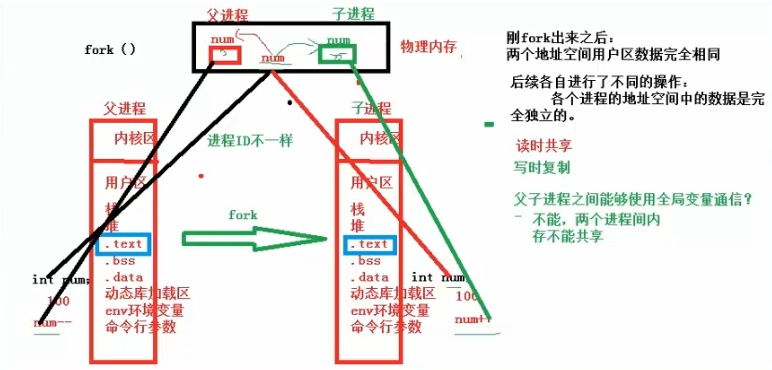 父进程
子进程
fork（）
num
num
num
物理内存
刚fork出来之后：
两个地址空间用户区数据完全相同
后续各自进行了不同的操作：
各个进程的地址空间中的数据是完
全独立的。
读时共享
写时复制
父子进程之间能够使用全局变量通信？
不能，两个进程间内
存不能共享
父进程
内核区
用户区
栈
堆
.text
.bss
.data
动态库加载区
env环境变量
命令行参数
int num;
100
num--
进程ID不一样
fork
子进程
内核区
用户区
栈
堆
.text
.bss
.data
动态库加载区
env环境变量
命令行参数
int num
100
num++